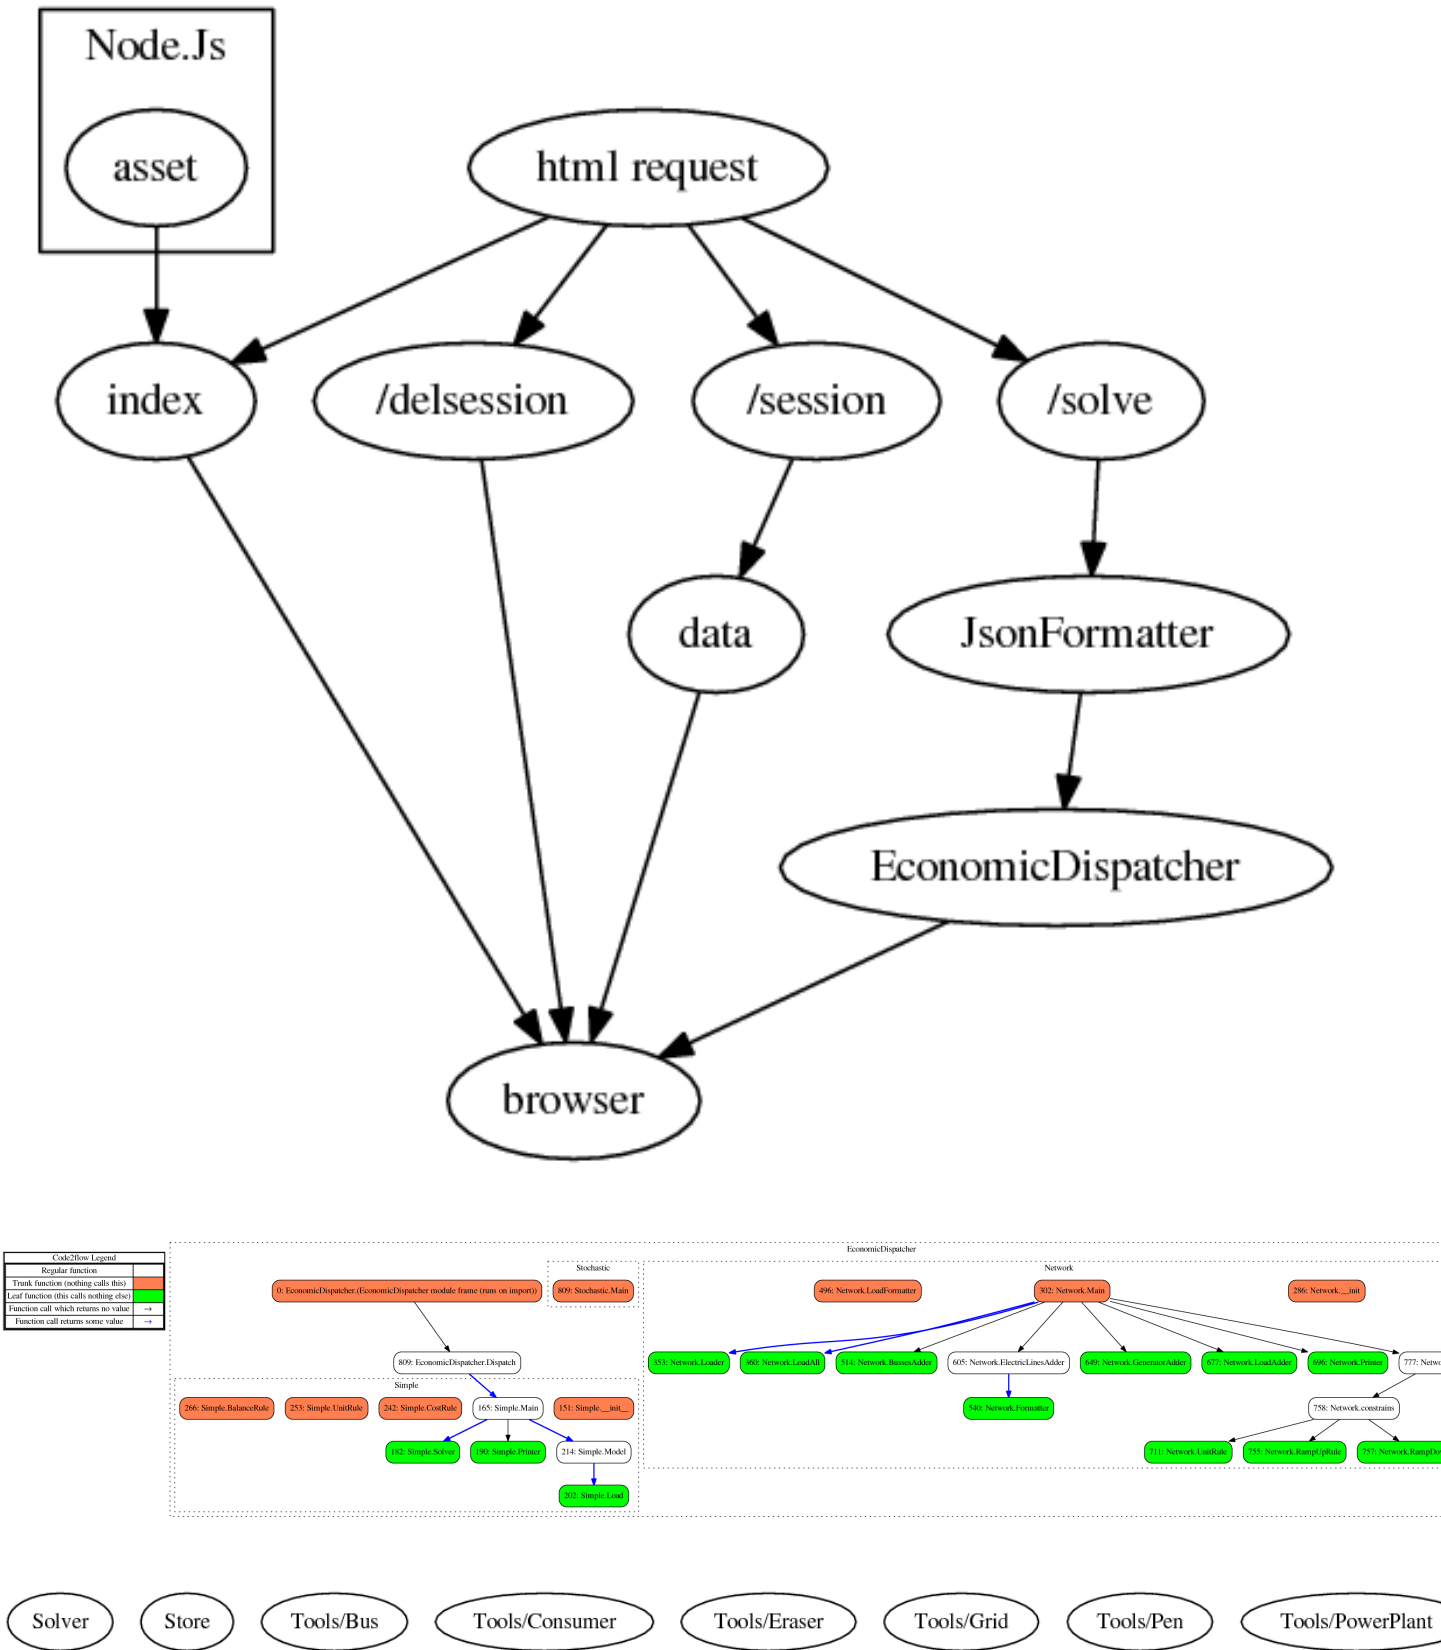 Node.Js
asset
html request
index
/delsession
/session
/solve
data
JsonFormatter
EconomicDispatcher
browser
Code2flow Legend
Regular function
Trunk function (nothing calls this)
Leaf function (this calls nothing else)
Function call which returns no value →
Function call returns some value →
EconomicDispatcher
Stochastic
Network
0: EconomicDispatcher.(EconomicDispatcher module frame (runs on import))
809: Stochastic.Main
496: Network.LoadFormatter
302: Network.Main
286: Network.__init
809: EconomicDispatcher.Dispatch
353: Network.Loader
360: Network.LoadAll
514: Network.BussesAdder
605: Network.ElectricLinesAdder
649: Network.GeneratorAdder
677: Network.LoadAdder
696: Network.Printer
777: Netwo
Simple
266: Simple.BalanceRule
253: Simple.UnitRule
242: Simple.CostRule
165: Simple.Main
151: Simple.__init__
540: Network.Formatter
758: Network.constrains
182: Simple.Solver
190: Simple.Printer
214: Simple.Model
711: Network.UnitRule
755: Network.RampUpRule
757: Network.RampDo
202: Simple.Load
Solver
Store
Tools/Bus
Tools/Consumer
Tools/Eraser
Tools/Grid
Tools/Pen
Tools/PowerPlant